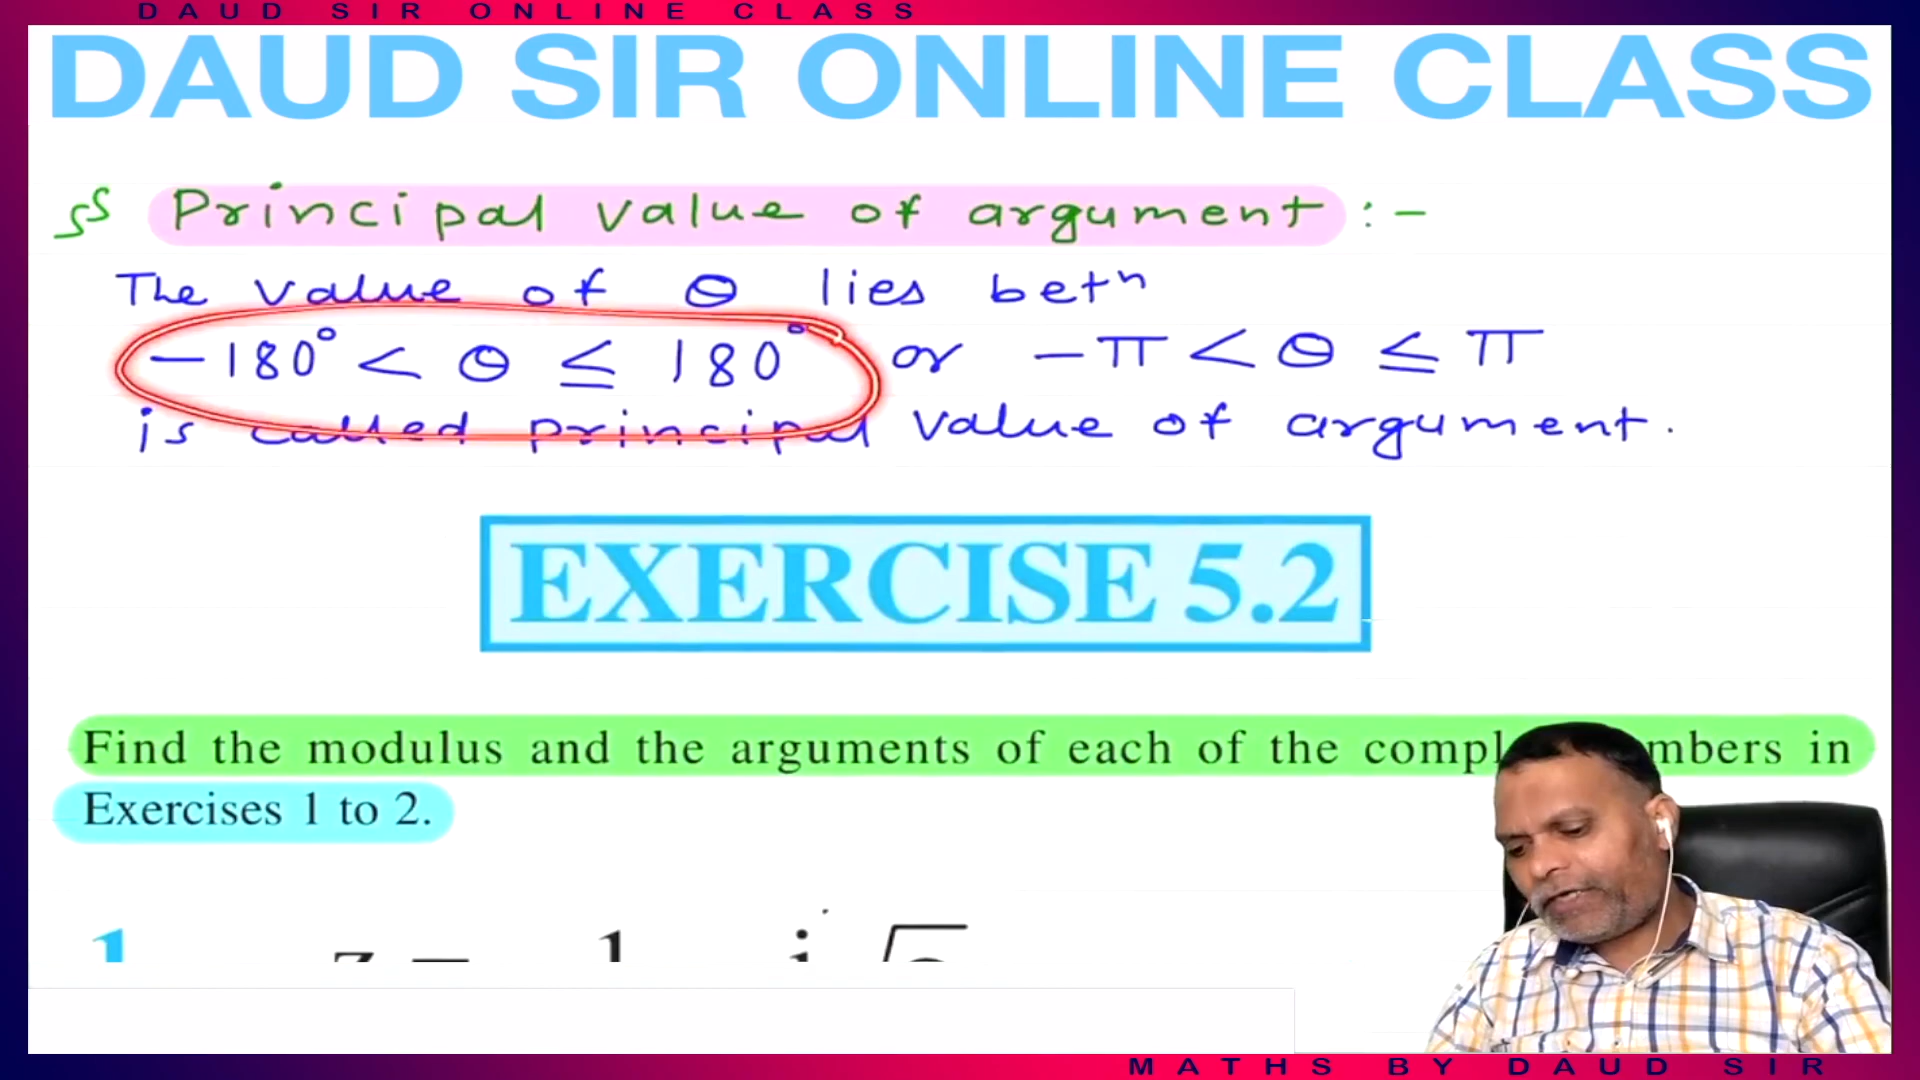 DAUD SIR ONLINE CLASS
DAUD SIR ONLINE CLASS
Principal value of argument :-
The value of θ lies betⁿ
-180° < θ ≤ 180° or -π < θ ≤ π
is called principal value of argument.
EXERCISE 5.2
Find the modulus and the arguments of each of the mbers in
Exercises 1 to 2.
MATHS BY DAUD SIR